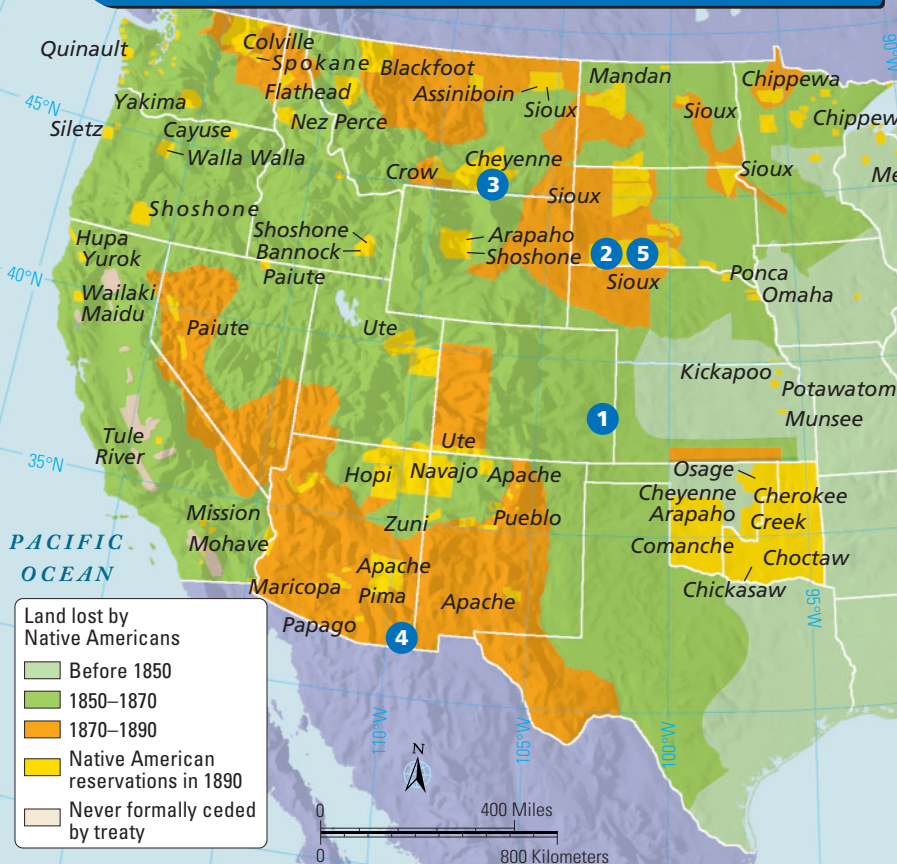 90°W
Quinault
Colville
Spokane
Blackfoot
Mandan
Chippewa
Flathead
Assiniboin
Yakima
45°N
Sioux
Sioux
Chippew
Nez Perce
Siletz
Cayuse
Walla Walla
Cheyenne
Crow
3
Sioux
Sioux
Me
Shoshone
Shoshone
Bannock
Arapaho
Shoshone
2
5
Hupa
Yurok
40°N
Paiute
Sioux
Ponca
Omaha
Wailaki
Maidu
Paiute
Ute
Kickapoo
Potawatom
Munsee
1
Tule
River
35°N
Ute
Hopi
Navajo
Apache
Osage
Cheyenne
Arapaho
Cherokee
Creek
Mission
Zuni
Pueblo
PACIFIC
OCEAN
Mohave
Comanche
Choctaw
Chickasaw
Apache
Maricopa
Pima
Apache
Papago
4
95°W
Land lost by
Native Americans
Before 1850
1850–1870
1870–1890
Native American
reservations in 1890
Never formally ceded
by treaty
110°W
105°W
100°W
N
0
400 Miles
0
800 Kilometers